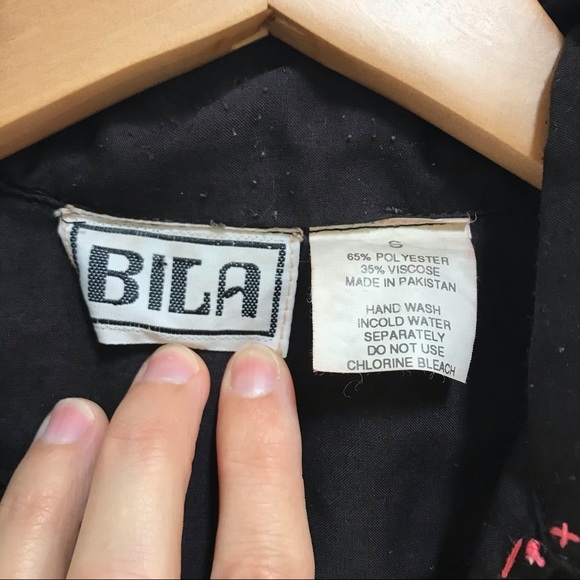 BILA
S
65% POLYESTER
35% VISCOSE
MADE IN PAKISTAN
HAND WASH
INCOLD WATER
SEPARATELY
DO NOT USE
CHLORINE BLEACH